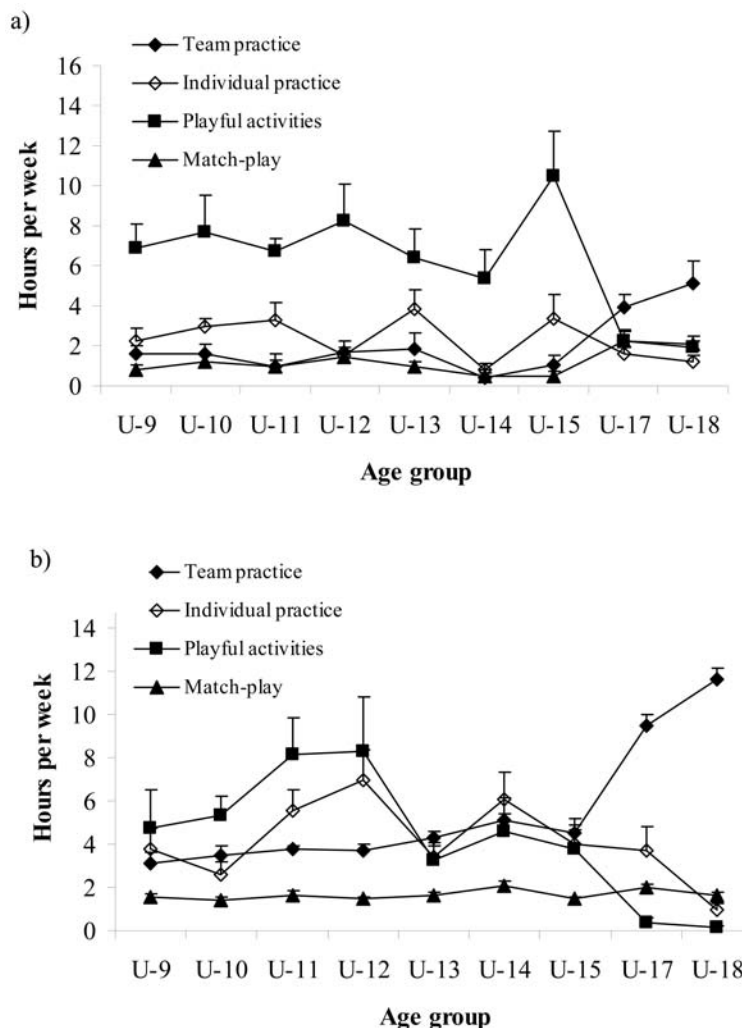 a)
Team practice
Individual practice
Playful activities
Match-play
16
14
12
10
8
6
4
2
0
Hours per week
U-9 U-10 U-11 U-12 U-13 U-14 U-15 U-17 U-18
Age group
b)
Team practice
Individual practice
Playful activities
Match-play
14
12
10
8
6
4
2
0
Hours per week
U-9 U-10 U-11 U-12 U-13 U-14 U-15 U-17 U-18
Age group